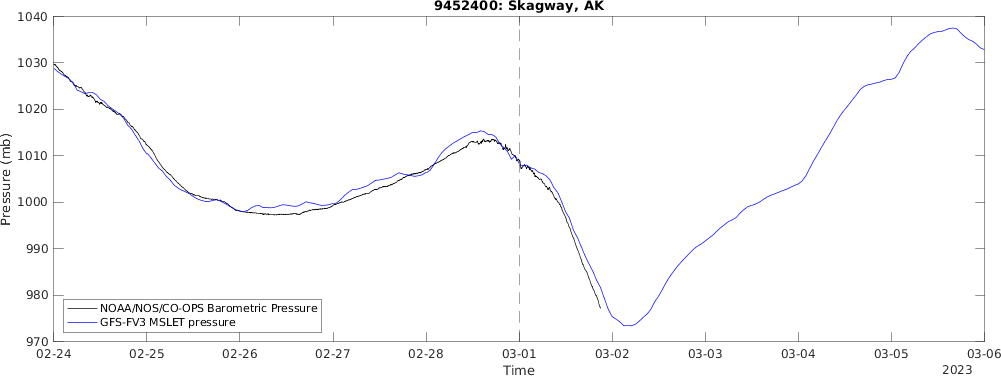 9452400: Skagway, AK
Pressure (mb)
1040
1030
1020
1010
1000
990
980
970
NOAA/NOS/CO-OPS Barometric Pressure
GFS-FV3 MSLET pressure
02-24 02-25 02-26 02-27 02-28 03-01 03-02 03-03 03-04 03-05 03-06
Time
2023